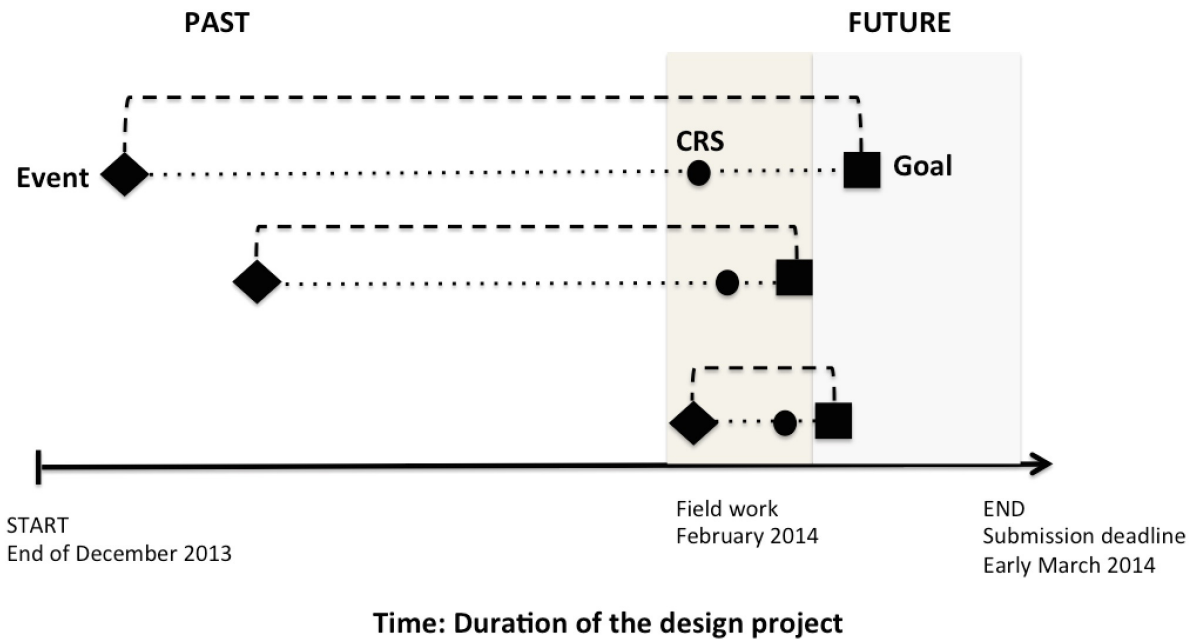 PAST
FUTURE
CRS
Event
Goal
START
End of December 2013
Field work
February 2014
END
Submission deadline
Early March 2014
Time: Duration of the design project